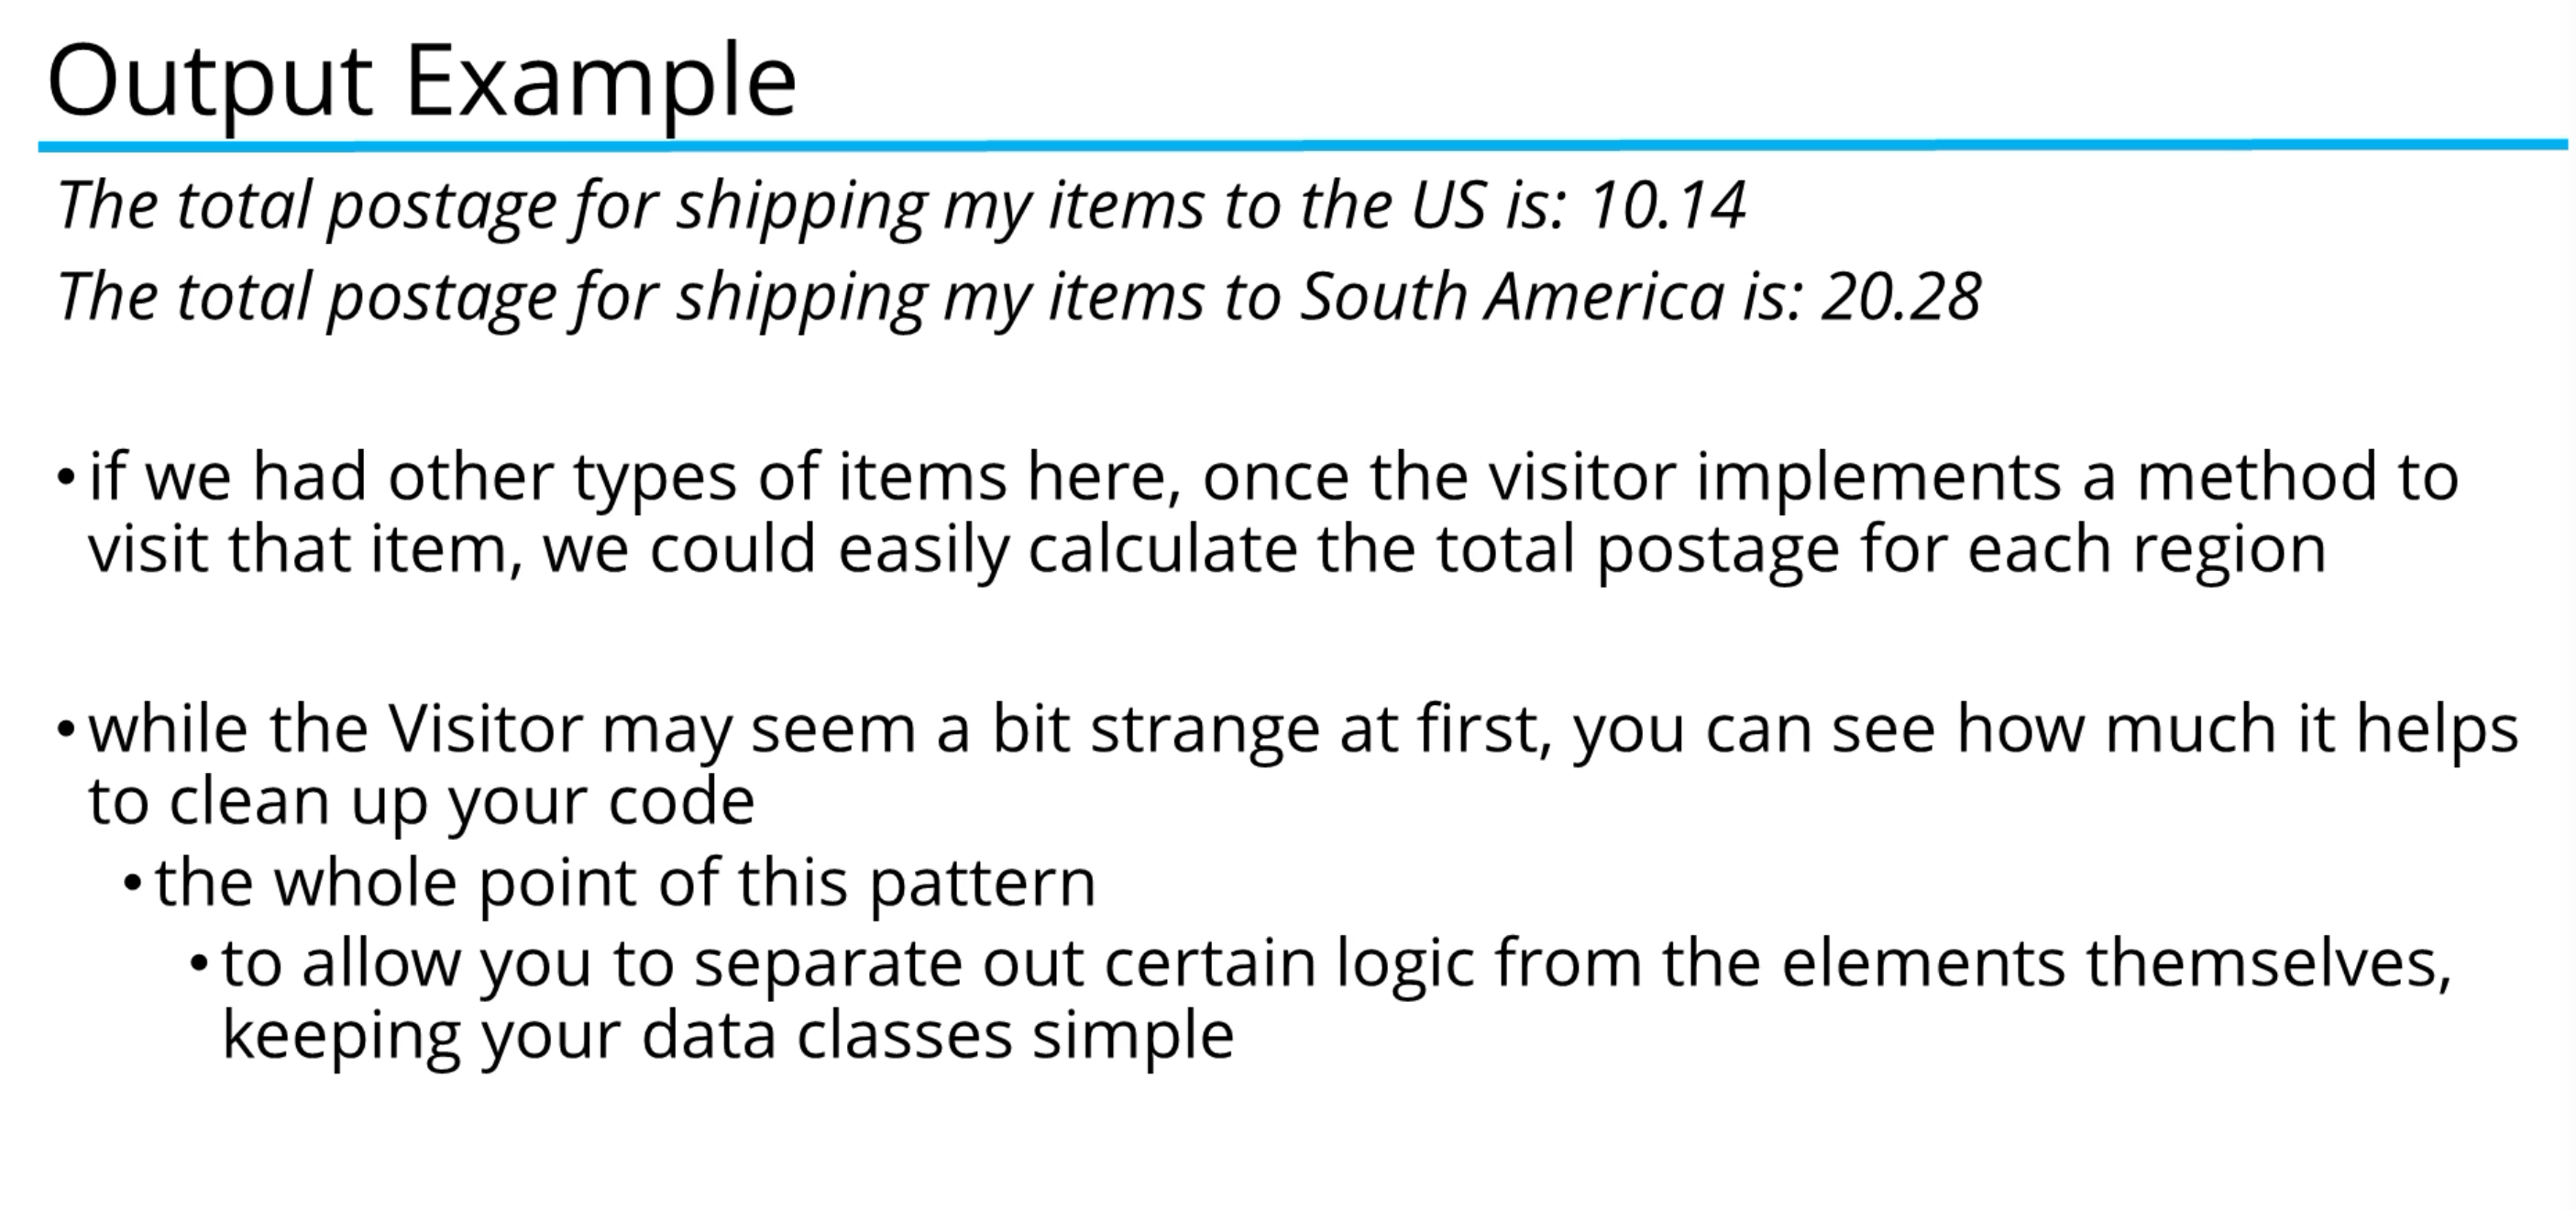 Output Example
The total postage for shipping my items to the US is: 10.14
The total postage for shipping my items to South America is: 20.28
• if we had other types of items here, once the visitor implements a method to
visit that item, we could easily calculate the total postage for each region
• while the Visitor may seem a bit strange at first, you can see how much it helps
to clean up your code
• the whole point of this pattern
• to allow you to separate out certain logic from the elements themselves,
keeping your data classes simple